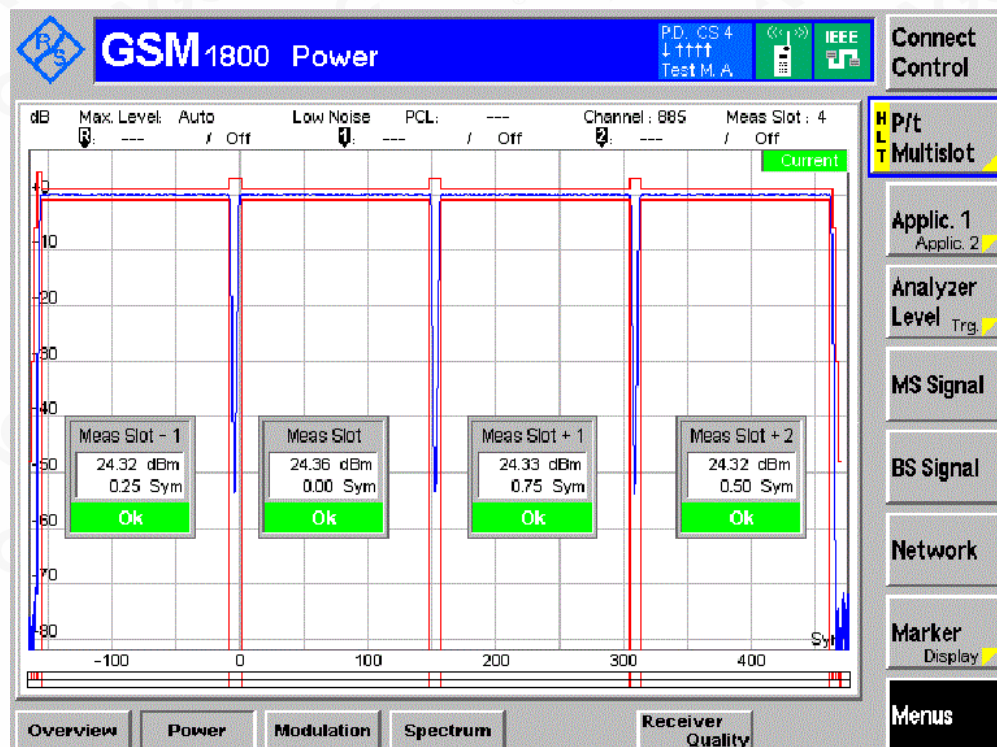 R/S
GSM 1800 Power
P.D. CS 4
↓ ↑↑↑↑
Test M. A.
IEEE
Connect
Control
dB Max. Level: Auto Low Noise PCL: --- Channel : 885 Meas Slot : 4
R: --- / Off 1: --- / Off 2: --- / Off
Current
H
L
T
P/t
Multislot
Applic. 1
Applic. 2
Analyzer
Level Trg.
MS Signal
BS Signal
Network
Marker
Display
Menus
+0
-10
-20
-30
-40
-50
-60
-70
-80
Meas Slot - 1
24.32 dBm
0.25 Sym
Ok
Meas Slot
24.36 dBm
0.00 Sym
Ok
Meas Slot + 1
24.33 dBm
0.75 Sym
Ok
Meas Slot + 2
24.32 dBm
0.50 Sym
Ok
-100 0 100 200 300 400
Overview Power Modulation Spectrum Receiver
Quality